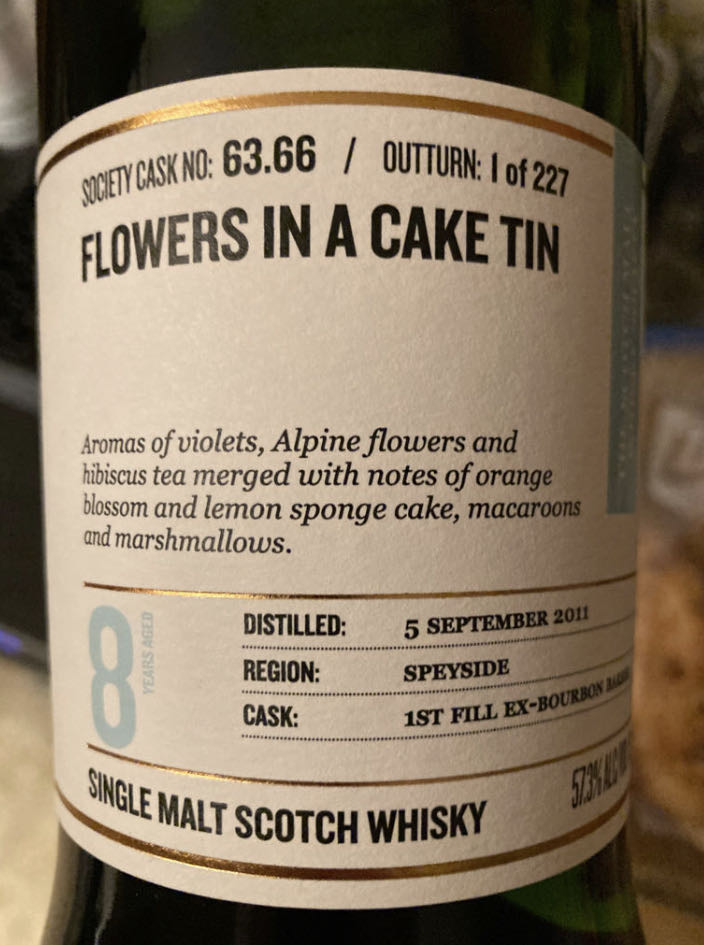 SOCIETY CASK NO: 63.66 / OUTTURN: 1 of 227
FLOWERS IN A CAKE TIN
Aromas of violets, Alpine flowers and
hibiscus tea merged with notes of orange
blossom and lemon sponge cake, macaroons
and marshmallows.
8 YEARS AGED
DISTILLED: 5 SEPTEMBER 2011
REGION: SPEYSIDE
CASK: 1ST FILL EX-BOURBON BARREL
SINGLE MALT SCOTCH WHISKY
57.3% ALC